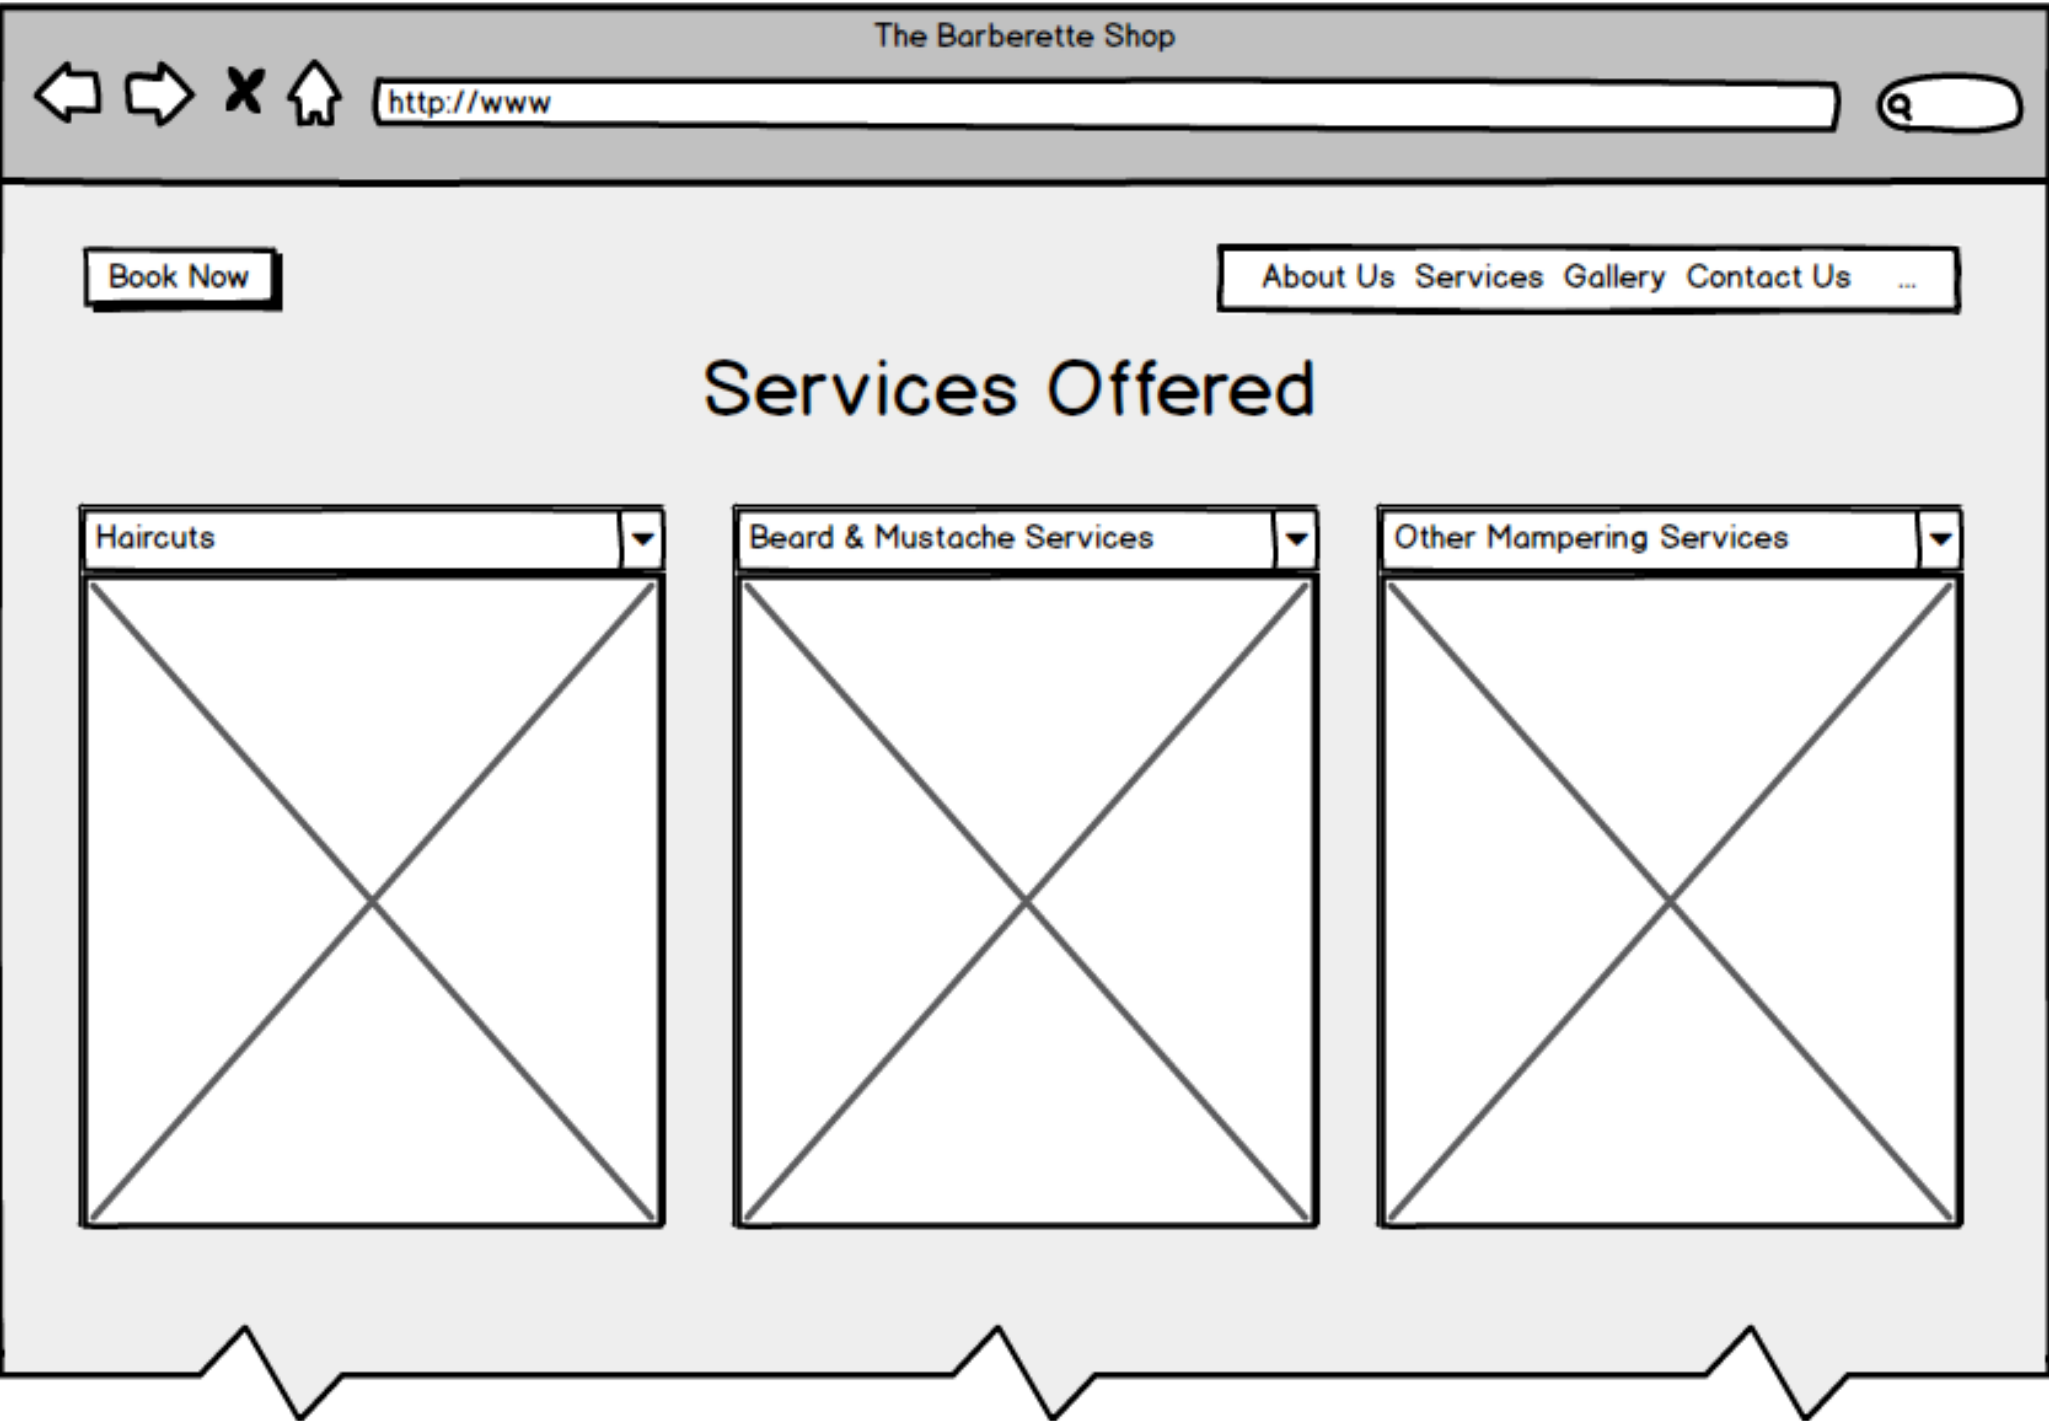 The Barberette Shop
http://www
Book Now
About Us Services Gallery Contact Us ...
Services Offered
Haircuts
Beard & Mustache Services
Other Mampering Services